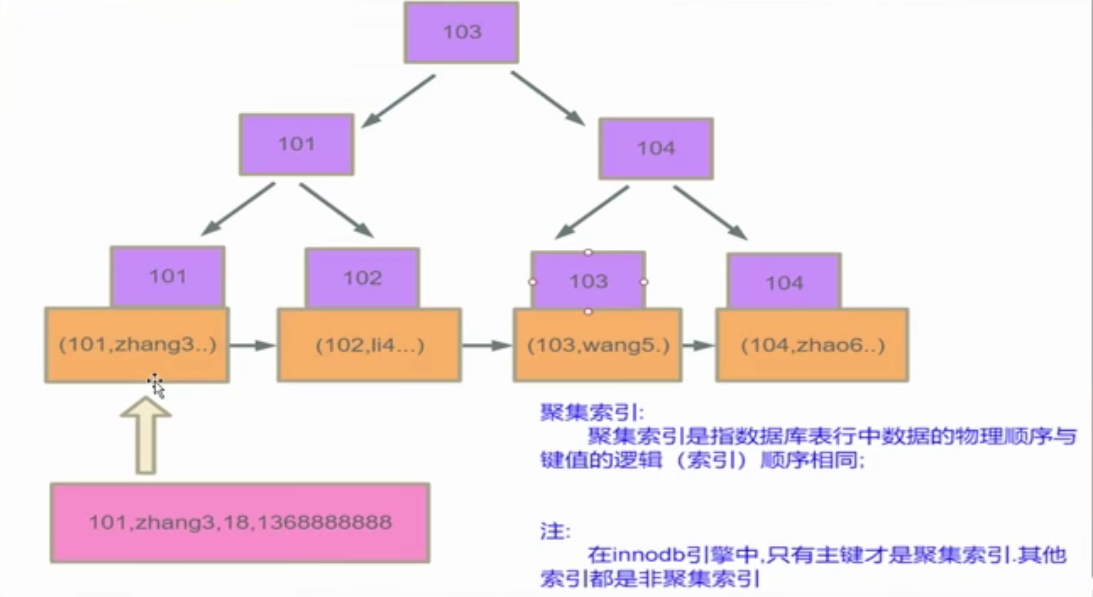 103
101
104
101
102
103
104
(101,zhang3..)
(102,li4...)
(103,wang5.)
(104,zhao6..)
101,zhang3,18,1368888888
聚集索引:
聚集索引是指数据库表行中数据的物理顺序与
键值的逻辑（索引）顺序相同;
注:
在innodb引擎中,只有主键才是聚集索引.其他
索引都是非聚集索引